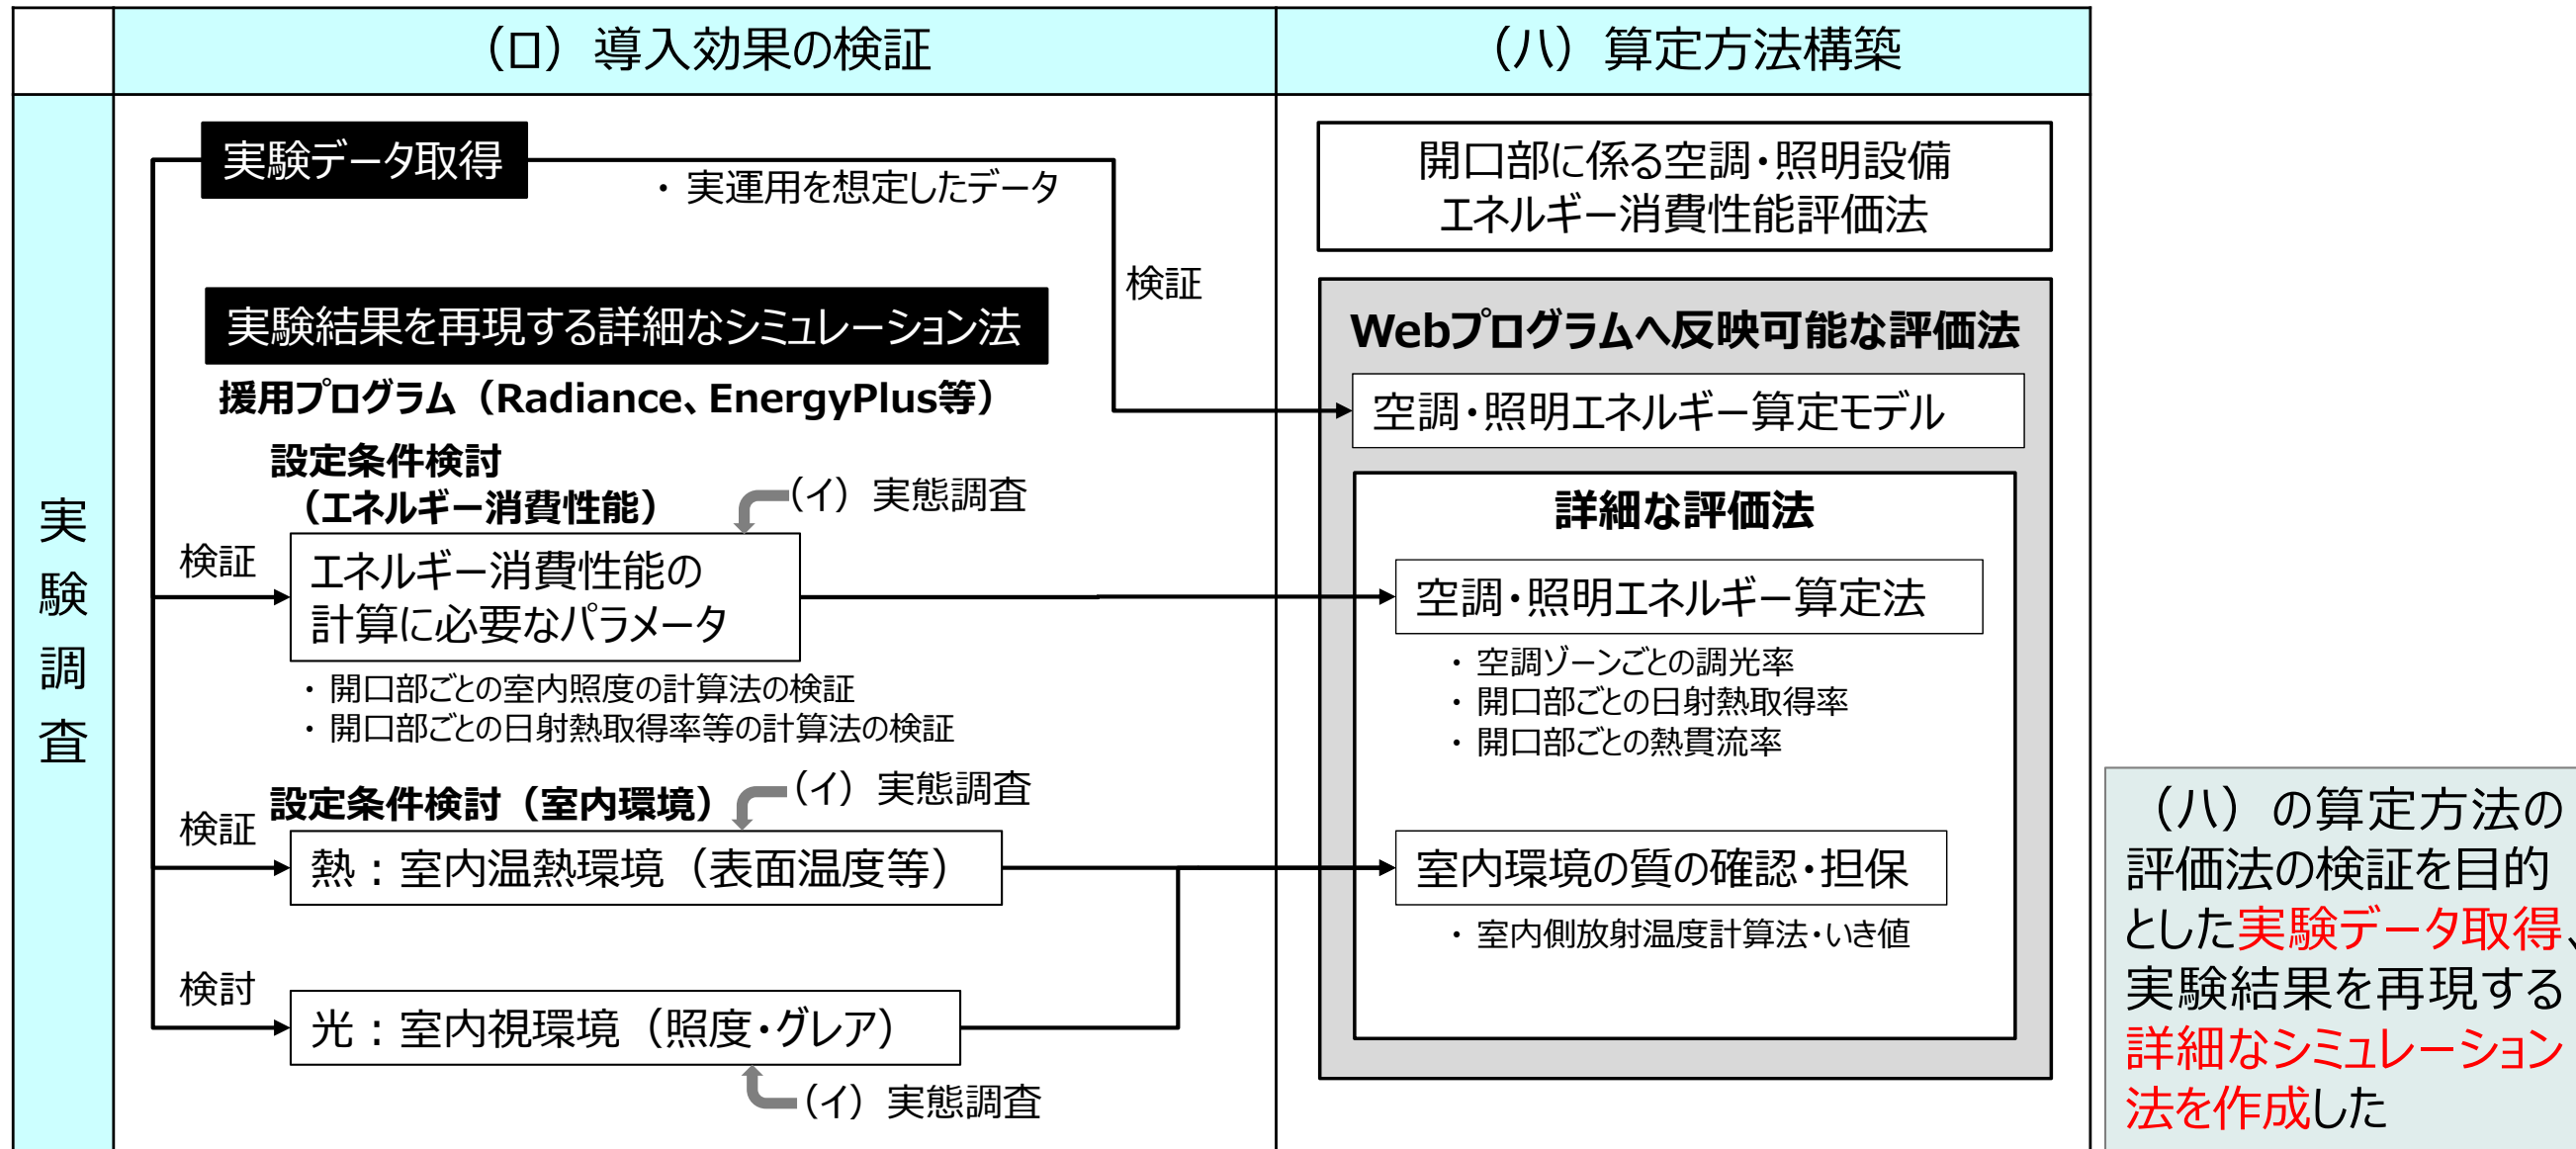 （ロ）導入効果の検証
（ハ）算定方法構築
実験調査
実験データ取得
・ 実運用を想定したデータ
検証
実験結果を再現する詳細なシミュレーション法
援用プログラム（Radiance、EnergyPlus等）
設定条件検討
（エネルギー消費性能）
（イ）実態調査
検証
エネルギー消費性能の
計算に必要なパラメータ
・ 開口部ごとの室内照度の計算法の検証
・ 開口部ごとの日射熱取得率等の計算法の検証
設定条件検討（室内環境）
（イ）実態調査
検証
熱：室内温熱環境（表面温度等）
検討
光：室内視環境（照度・グレア）
（イ）実態調査
開口部に係る空調・照明設備
エネルギー消費性能評価法
Webプログラムへ反映可能な評価法
空調・照明エネルギー算定モデル
詳細な評価法
空調・照明エネルギー算定法
・ 空調ゾーンごとの調光率
・ 開口部ごとの日射熱取得率
・ 開口部ごとの熱貫流率
室内環境の質の確認・担保
・ 室内側放射温度計算法・いき値
（ハ）の算定方法の
評価法の検証を目的
とした実験データ取得、
実験結果を再現する
詳細なシミュレーション
法を作成した